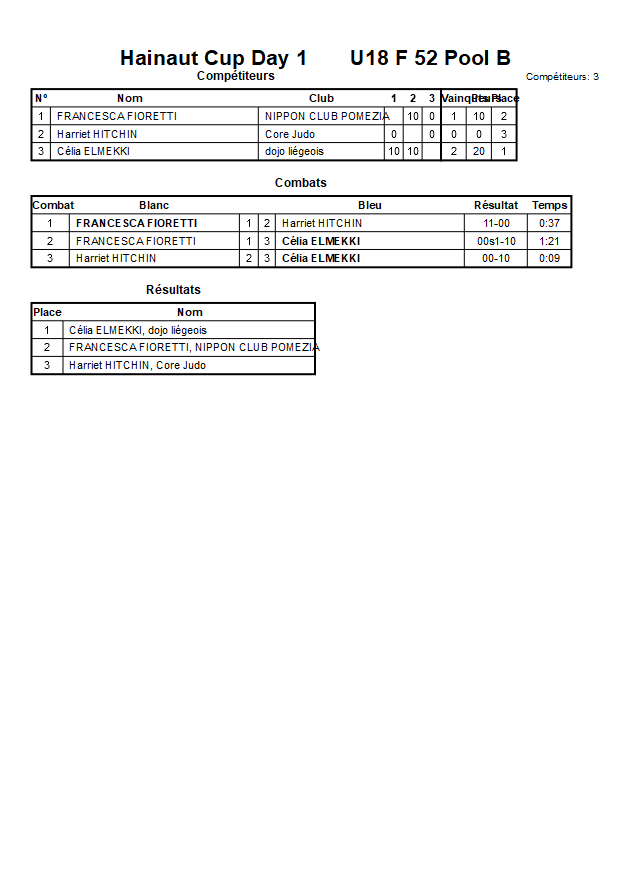 Hainaut Cup Day 1 U18 F 52 Pool B
Compétiteurs Compétiteurs: 3
Nº Nom Club 1 2 3 Vainqueurs Pts Place
1 FRANCESCA FIORETTI NIPPON CLUB POMEZIA 10 0 1 10 2
2 Harriet HITCHIN Core Judo 0 0 0 0 3
3 Célia ELMEKKI dojo liégeois 10 10 2 20 1
Combats
Combat Blanc Bleu Résultat Temps
1 FRANCESCA FIORETTI 1 2 Harriet HITCHIN 11-00 0:37
2 FRANCESCA FIORETTI 1 3 Célia ELMEKKI 00s1-10 1:21
3 Harriet HITCHIN 2 3 Célia ELMEKKI 00-10 0:09
Résultats
Place Nom
1 Célia ELMEKKI, dojo liégeois
2 FRANCESCA FIORETTI, NIPPON CLUB POMEZIA
3 Harriet HITCHIN, Core Judo